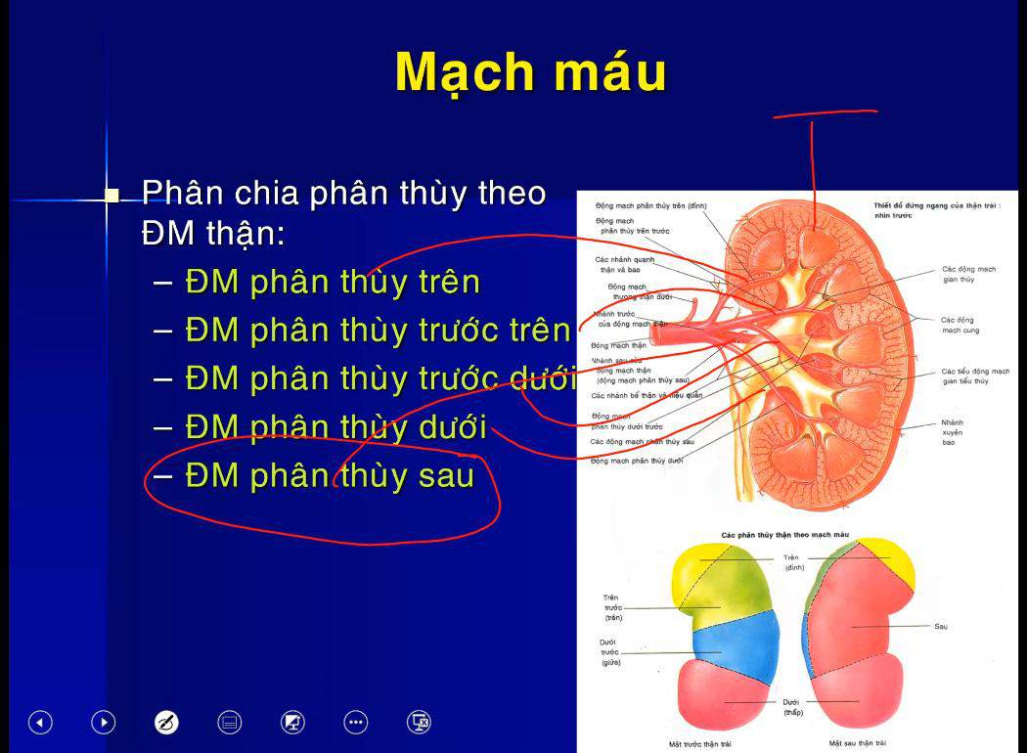 Mạch máu
Phân chia phân thùy theo
ĐM thận:
– ĐM phân thùy trên
– ĐM phân thùy trước trên
– ĐM phân thùy trước dưới
– ĐM phân thùy dưới
– ĐM phân thùy sau
Thiết đồ đứng ngang của thận trái :
nhìn trước
Động mạch phân thùy trên (đỉnh)
Động mạch
phân thùy trên trước
Các nhánh quanh
thận và bao
Động mạch
thượng thận dưới
Nhánh trước
của động mạch thận
Động mạch thận
Nhánh sau của
động mạch thận
(động mạch phân thùy sau)
Các nhánh bể thận và niệu quản
Động mạch
phân thùy dưới trước
Các động mạch phân thùy sau
Động mạch phân thùy dưới
Các động mạch
gian thùy
Các động
mạch cung
Các tiểu động mạch
gian tiểu thùy
Nhánh
xuyên
bao
Các phân thùy thận theo mạch máu
Trên
(đỉnh)
Trên
trước
(trên)
Dưới
trước
(giữa)
Sau
Dưới
(thấp)
Mặt trước thận trái
Mặt sau thận trái